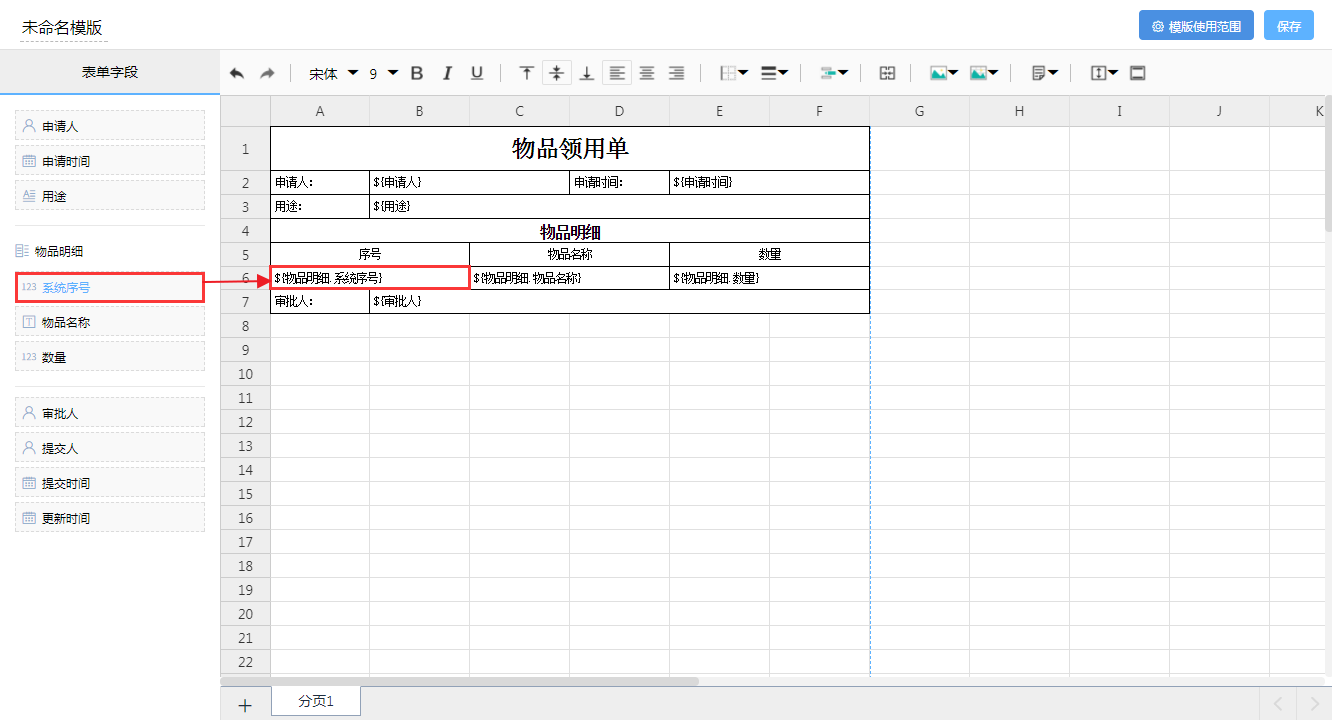 未命名模版
模版使用范围
保存
表单字段
宋体 9 B I U
申请人
申请时间
用途
物品明细
123 系统序号
T 物品名称
123 数量
审批人
提交人
提交时间
更新时间
A B C D E F G H I J K
1 物品领用单
2 申请人: ${申请人} 申请时间: ${申请时间}
3 用途: ${用途}
4 物品明细
5 序号 物品名称 数量
6 ${物品明细.系统序号} ${物品明细.物品名称} ${物品明细.数量}
7 审批人: ${审批人}
8
9
10
11
12
13
14
15
16
17
18
19
20
21
22
+ 分页1